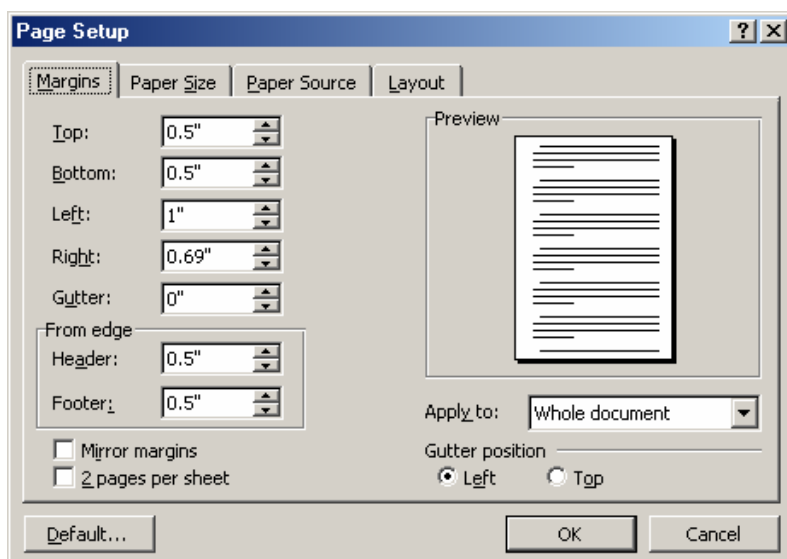 Page Setup
Margins Paper Size Paper Source Layout
Top: 0.5"
Bottom: 0.5"
Left: 1"
Right: 0.69"
Gutter: 0"
From edge
Header: 0.5"
Footer: 0.5"
Mirror margins
2 pages per sheet
Preview
Apply to: Whole document
Gutter position
Left Top
Default... OK Cancel